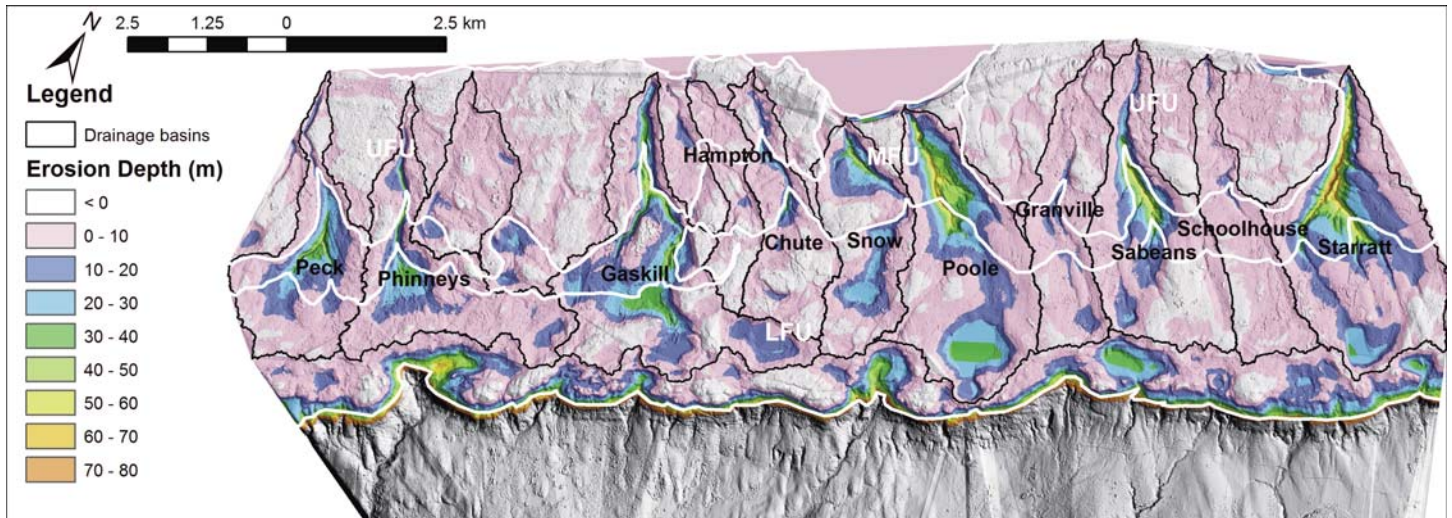 N
2.5 1.25 0 2.5 km
Legend
Drainage basins
Erosion Depth (m)
< 0
0 - 10
10 - 20
20 - 30
30 - 40
40 - 50
50 - 60
60 - 70
70 - 80
UFU
UFU
Hampton
MFU
Granville
Schoolhouse
Peck
Phinneys
Gaskill
Chute
Snow
Poole
Sabeans
Starratt
LFU